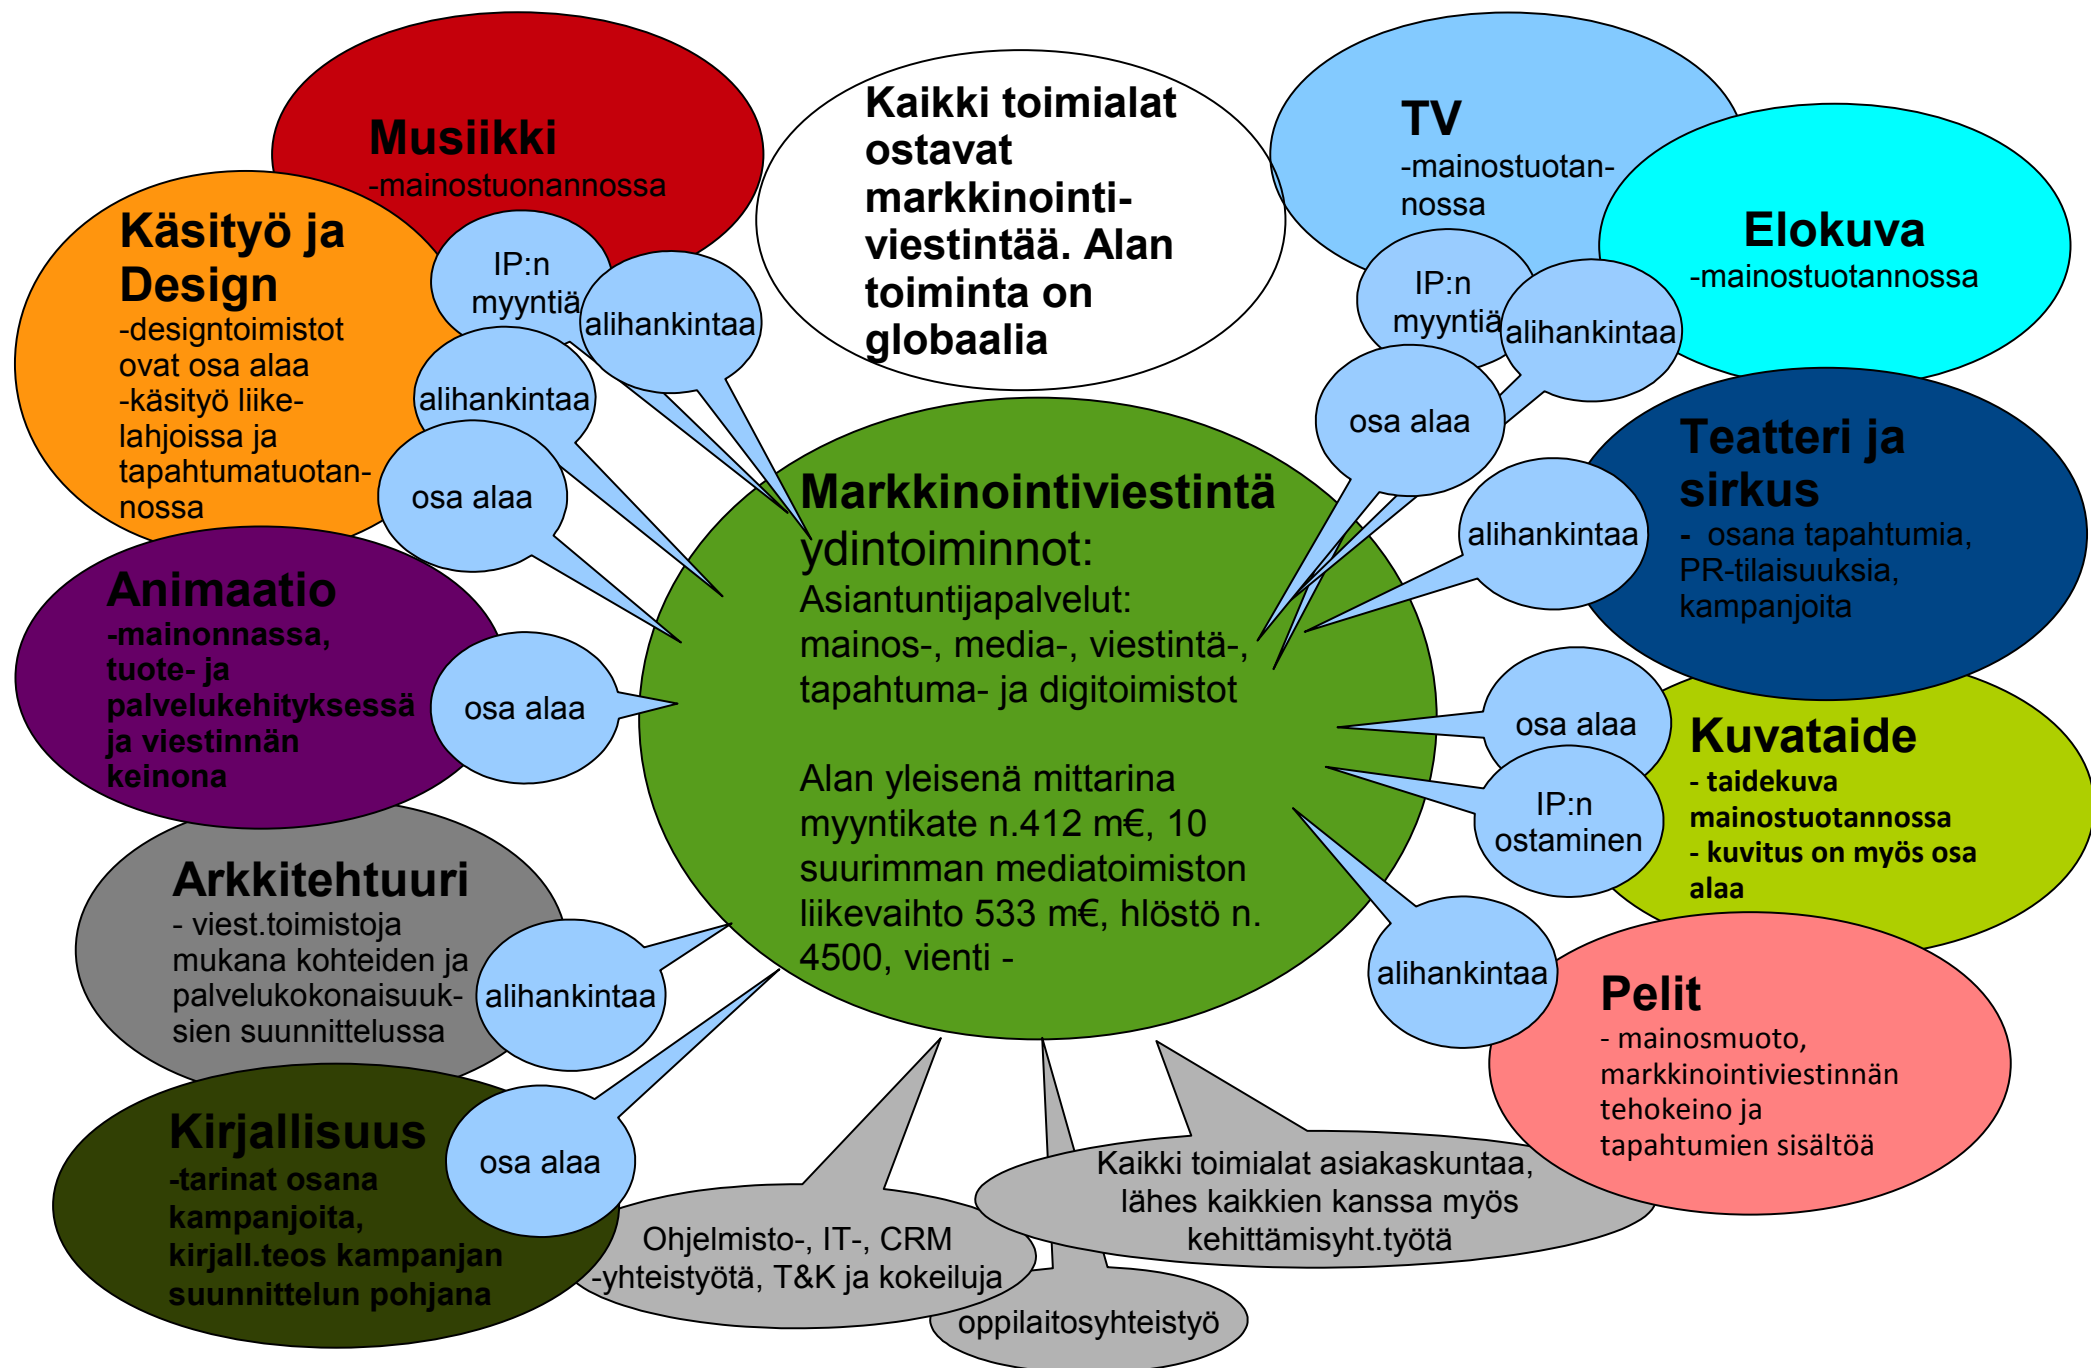 Musiikki
-mainostuonannossa
Kaikki toimialat
ostavat
markkinointi-
viestintää. Alan
toiminta on
globaalia
TV
-mainostuotan-
nossa
Elokuva
-mainostuotannossa
Käsityö ja
Design
-designtoimistot
ovat osa alaa
-käsityö liike-
lahjoissa ja
tapahtumatuotan-
nossa
IP:n
myyntiä
alihankintaa
alihankintaa
osa alaa
IP:n
myyntiä
alihankintaa
osa alaa
Teatteri ja
sirkus
- osana tapahtumia,
PR-tilaisuuksia,
kampanjoita
alihankintaa
Markkinointiviestintä
ydintoiminnot:
Asiantuntijapalvelut:
mainos-, media-, viestintä-,
tapahtuma- ja digitoimistot
Alan yleisenä mittarina
myyntikate n.412 m€, 10
suurimman mediatoimiston
liikevaihto 533 m€, hlöstö n.
4500, vienti -
Animaatio
-mainonnassa,
tuote- ja
palvelukehityksessä
ja viestinnän
keinona
osa alaa
osa alaa
IP:n
ostaminen
Kuvataide
- taidekuva
mainostuotannossa
- kuvitus on myös osa
alaa
Arkkitehtuuri
- viest.toimistoja
mukana kohteiden ja
palvelukokonaisuuk-
sien suunnittelussa
alihankintaa
alihankintaa
Pelit
- mainosmuoto,
markkinointiviestinnän
tehokeino ja
tapahtumien sisältöä
Kirjallisuus
-tarinat osana
kampanjoita,
kirjall.teos kampanjan
suunnittelun pohjana
osa alaa
Kaikki toimialat asiakaskuntaa,
lähes kaikkien kanssa myös
kehittämisyht.työtä
Ohjelmisto-, IT-, CRM
-yhteistyötä, T&K ja kokeiluja
oppilaitosyhteistyö